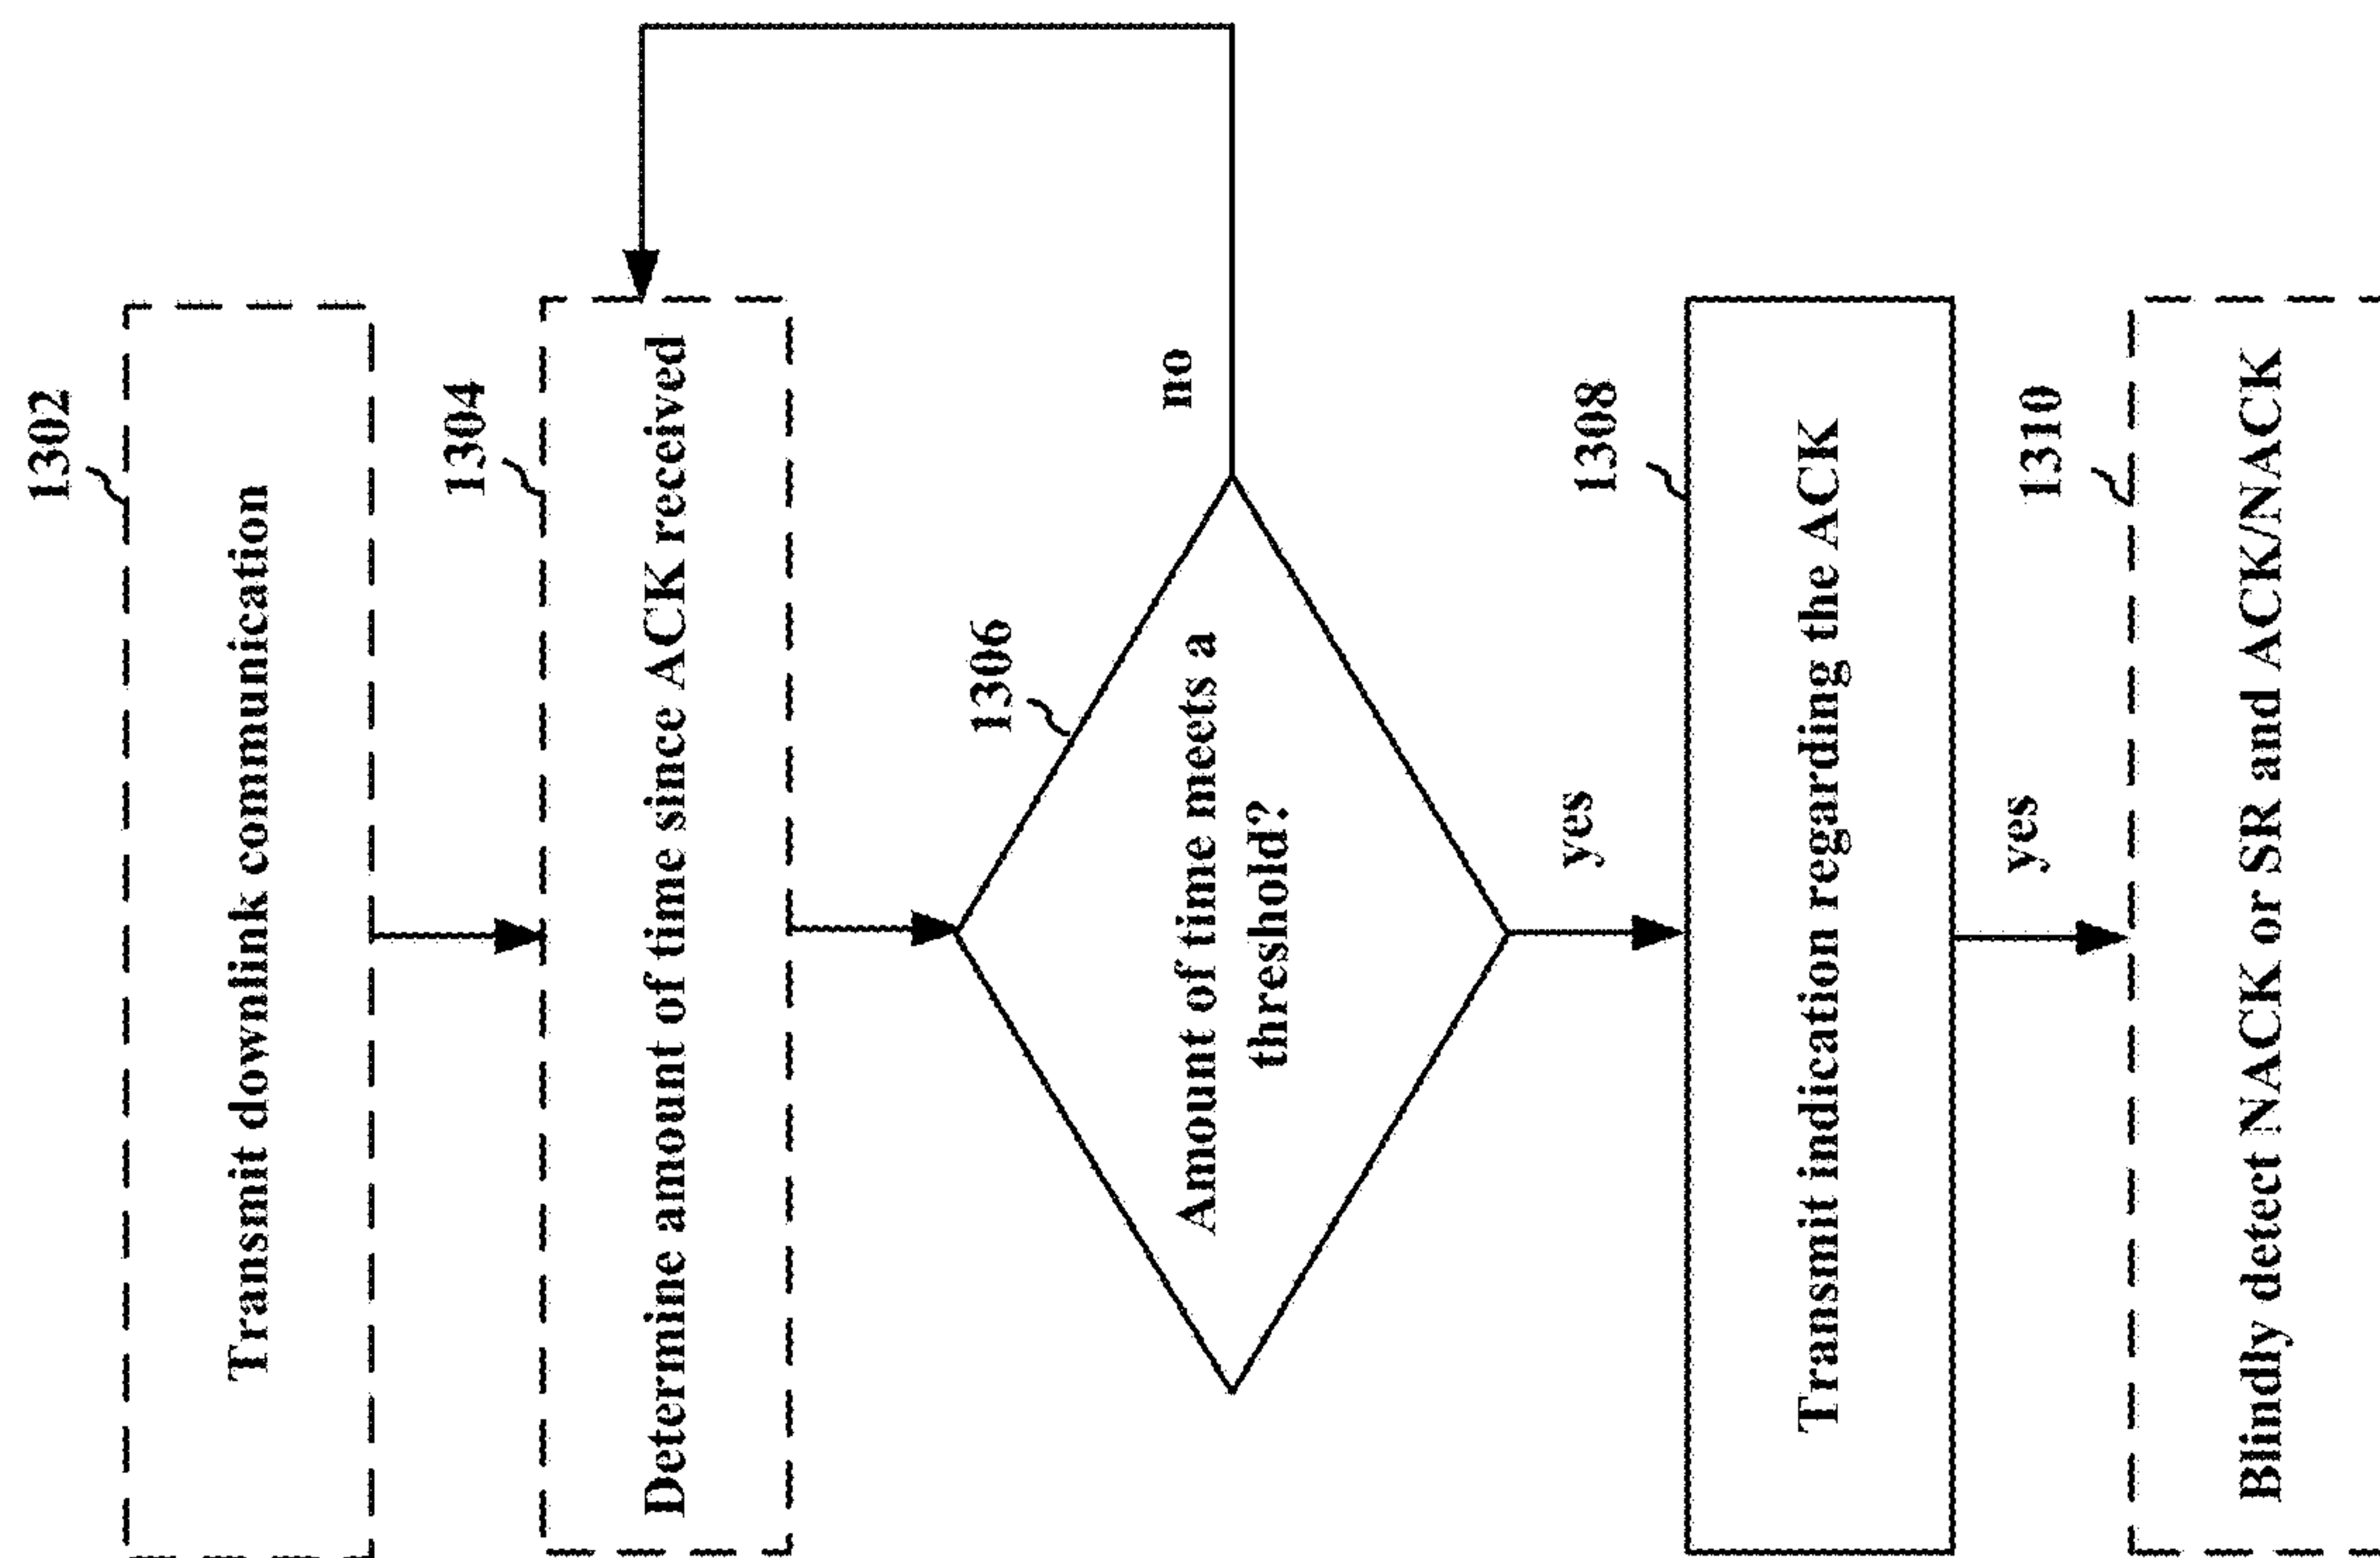 1302
Transmit downlink communication
1304
Determine amount of time since ACK received
1306
Amount of time meets a
threshold?
no
yes
1308
Transmit indication regarding the ACK
yes
1310
Blindly detect NACK or SR and ACK/NACK